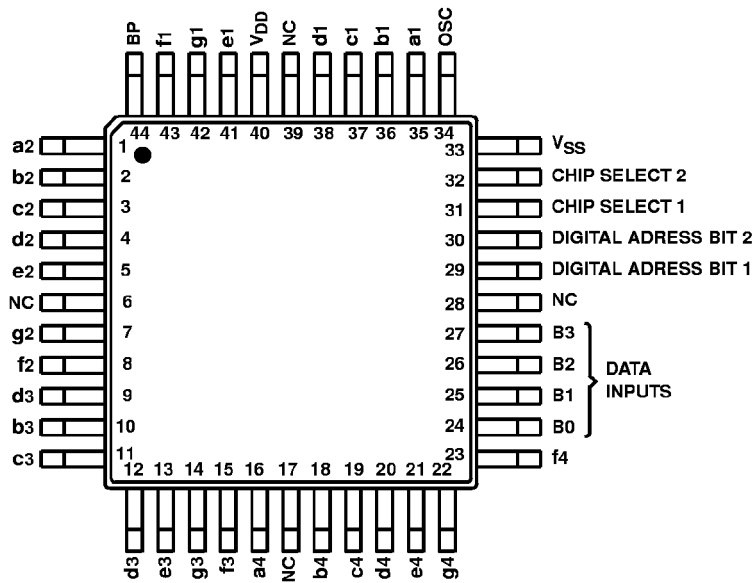 BP f1 g1 e1 VDD NC d1 c1 b1 a1 OSC
44 43 42 41 40 39 38 37 36 35 34
a2 1 33 VSS
b2 2 32 CHIP SELECT 2
c2 3 31 CHIP SELECT 1
d2 4 30 DIGITAL ADRESS BIT 2
e2 5 29 DIGITAL ADRESS BIT 1
NC 6 28 NC
g2 7 27 B3
f2 8 26 B2
d3 9 25 B1
b3 10 24 B0
DATA
INPUTS
c3 11 23 f4
12 13 14 15 16 17 18 19 20 21 22
d3 e3 g3 f3 a4 NC b4 c4 d4 e4 g4